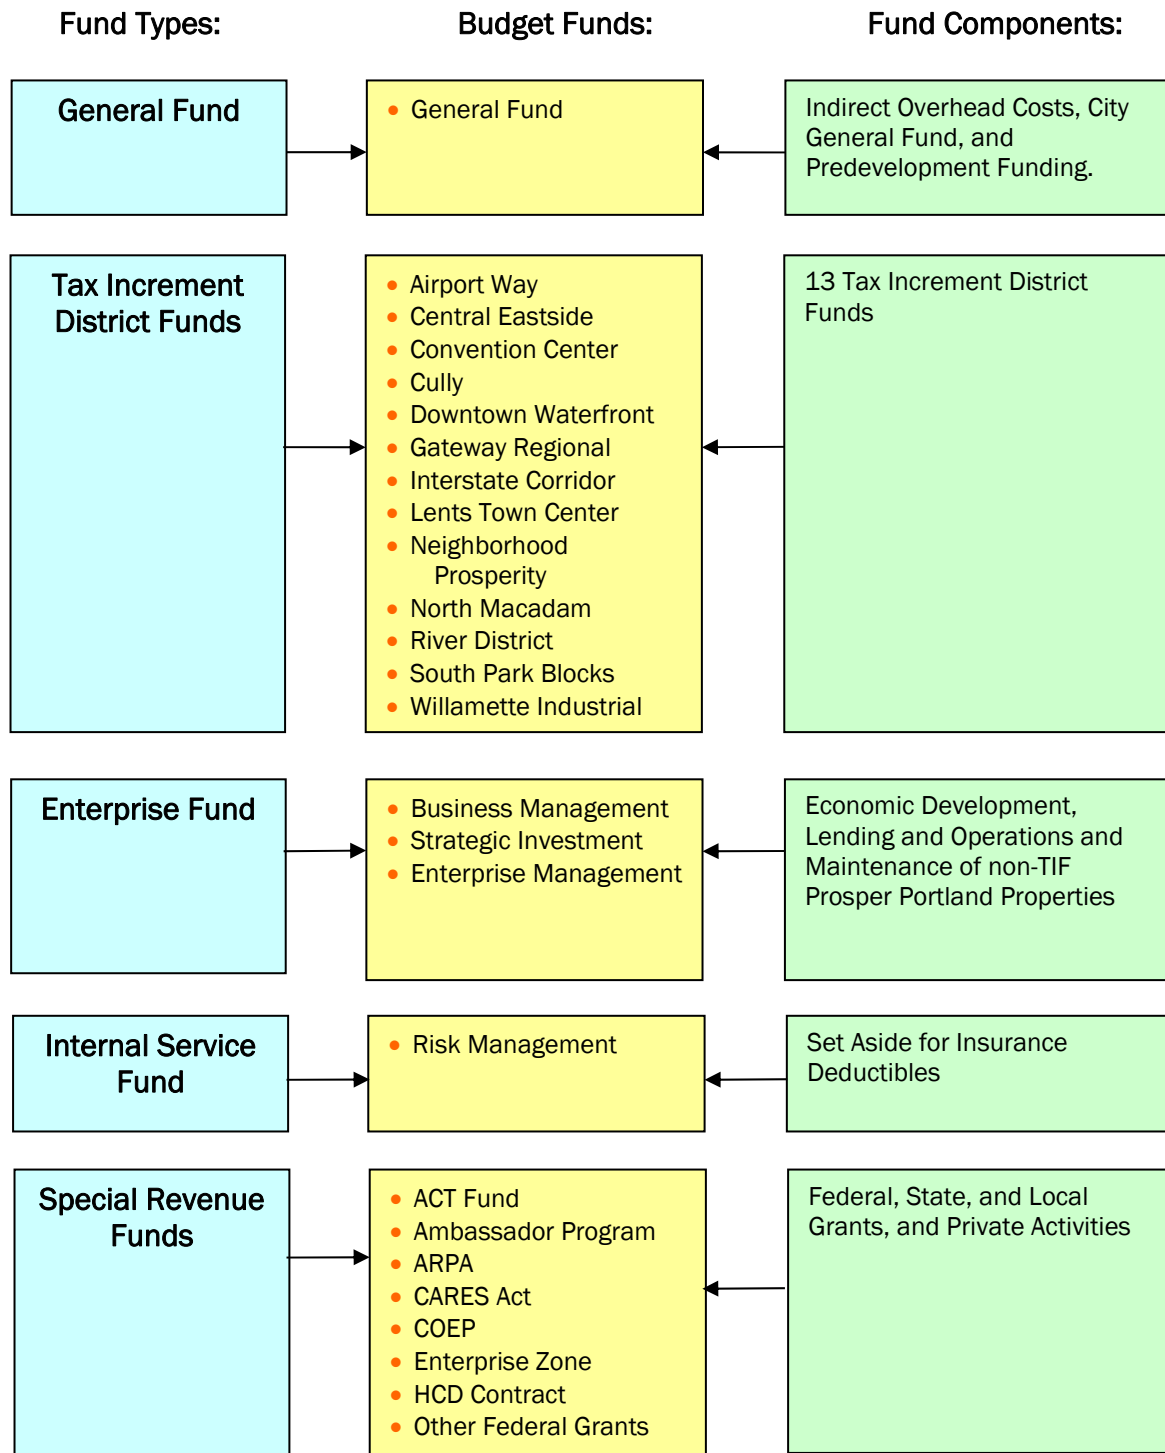 Fund Types:
Budget Funds:
Fund Components:
General Fund
• General Fund
Indirect Overhead Costs, City
General Fund, and
Predevelopment Funding.
Tax Increment
District Funds
• Airport Way
• Central Eastside
• Convention Center
• Cully
• Downtown Waterfront
• Gateway Regional
• Interstate Corridor
• Lents Town Center
• Neighborhood
Prosperity
• North Macadam
• River District
• South Park Blocks
• Willamette Industrial
13 Tax Increment District
Funds
Enterprise Fund
• Business Management
• Strategic Investment
• Enterprise Management
Economic Development,
Lending and Operations and
Maintenance of non-TIF
Prosper Portland Properties
Internal Service
Fund
• Risk Management
Set Aside for Insurance
Deductibles
Special Revenue
Funds
• ACT Fund
• Ambassador Program
• ARPA
• CARES Act
• COEP
• Enterprise Zone
• HCD Contract
• Other Federal Grants
Federal, State, and Local
Grants, and Private Activities